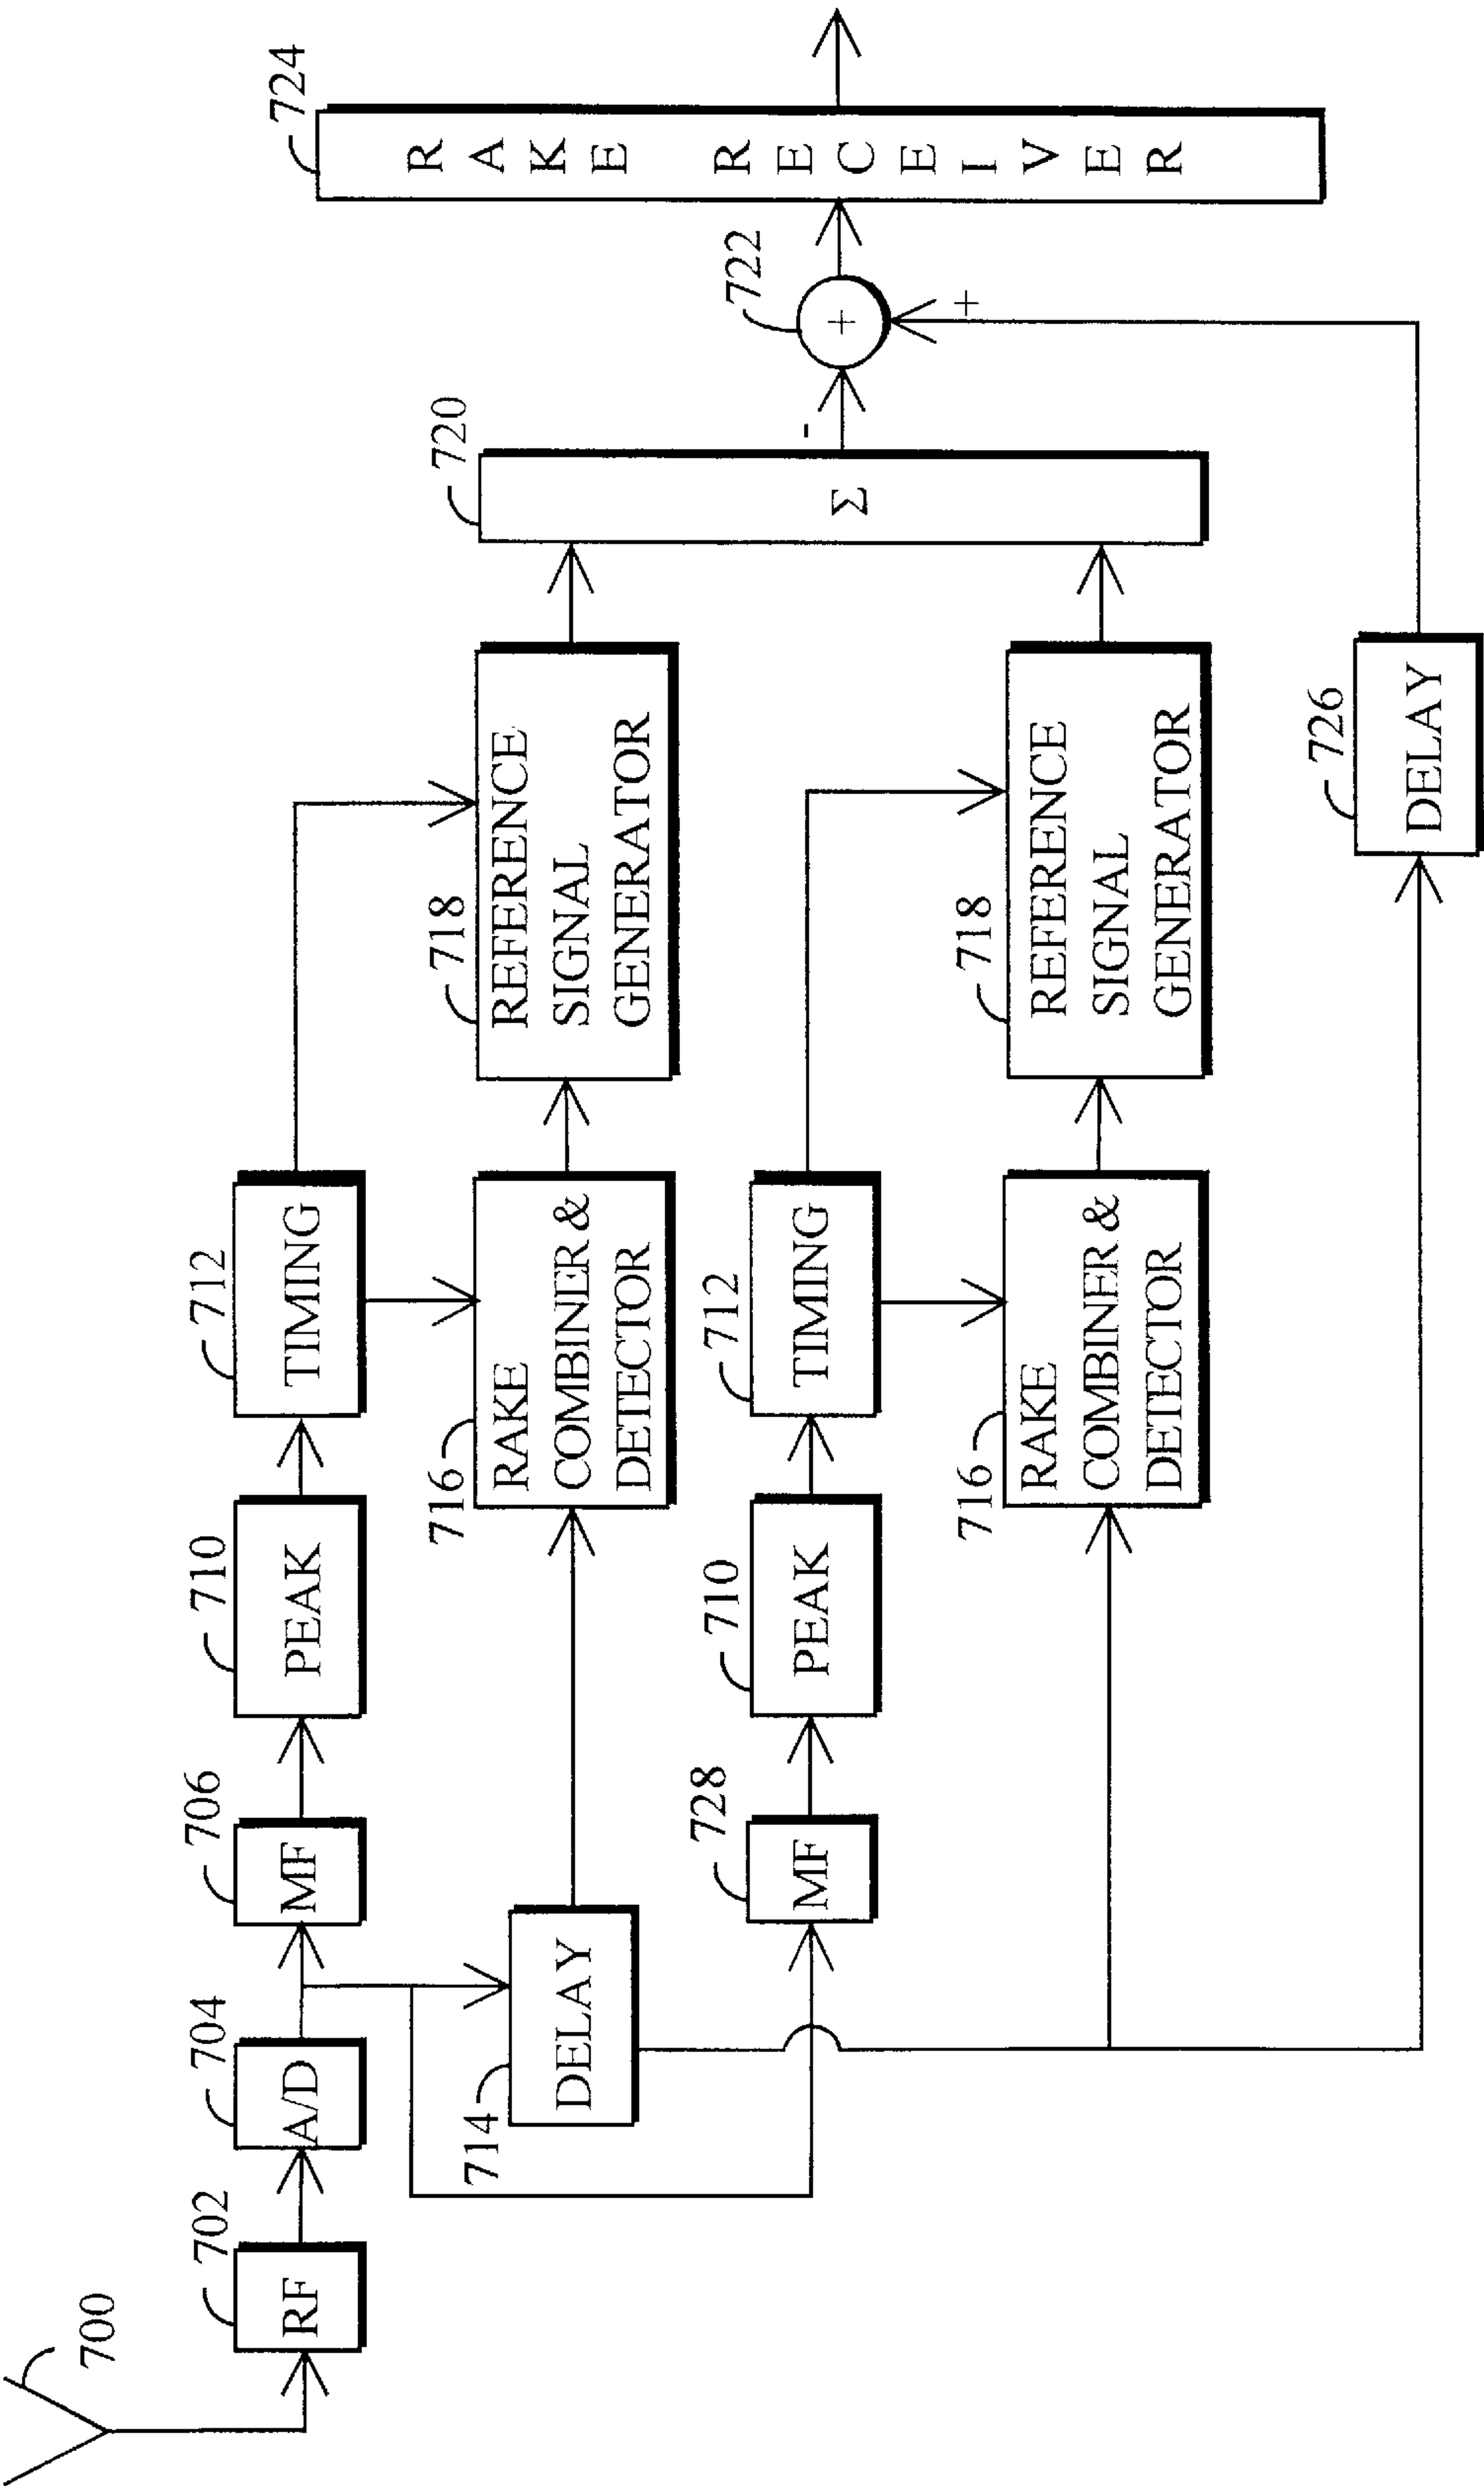 724
RAKE RECEIVER
722
+
+
720
-
Σ
712
TIMING
718
REFERENCE
SIGNAL
GENERATOR
710
PEAK
716
RAKE
COMBINER &
DETECTOR
706
MF
704
A/D
702
RF
700
714
DELAY
712
TIMING
718
REFERENCE
SIGNAL
GENERATOR
710
PEAK
716
RAKE
COMBINER &
DETECTOR
728
MF
726
DELAY